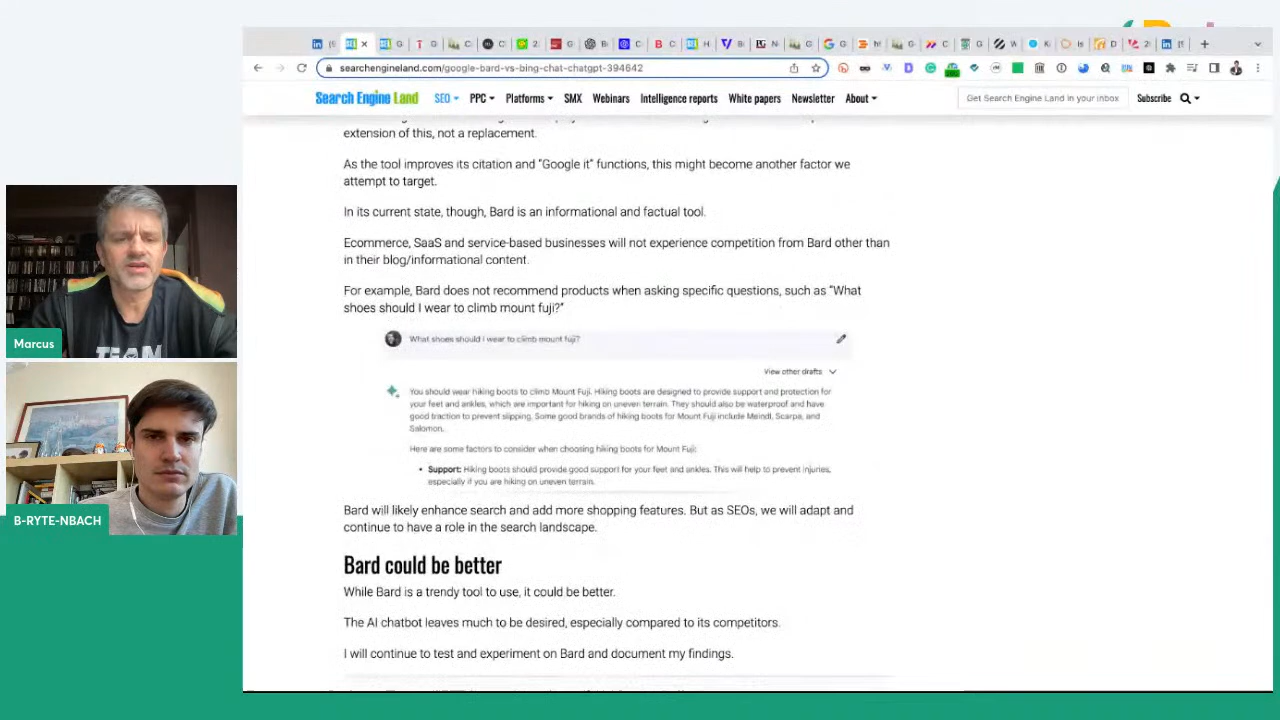 searchengineland.com/google-bard-vs-bing-chat-chatgpt-394642
Search Engine Land
SEO
PPC
Platforms
SMX
Webinars
Intelligence reports
White papers
Newsletter
About
Get Search Engine Land in your inbox
Subscribe
extension of this, not a replacement.
As the tool improves its citation and "Google it" functions, this might become another factor we
attempt to target.
In its current state, though, Bard is an informational and factual tool.
Ecommerce, SaaS and service-based businesses will not experience competition from Bard other than
in their blog/informational content.
For example, Bard does not recommend products when asking specific questions, such as "What
shoes should I wear to climb mount fuji?"
What shoes should I wear to climb mount fuji?
View other drafts
You should wear hiking boots to climb Mount Fuji. Hiking boots are designed to provide support and protection for
your feet and ankles, which are important for hiking on uneven terrain. They should also be waterproof and have
good traction to prevent slipping. Some good brands of hiking boots for Mount Fuji include Meindl, Scarpa, and
Salomon.
Here are some factors to consider when choosing hiking boots for Mount Fuji:
• Support: Hiking boots should provide good support for your feet and ankles. This will help to prevent injuries,
especially if you are hiking on uneven terrain.
Bard will likely enhance search and add more shopping features. But as SEOs, we will adapt and
continue to have a role in the search landscape.
Bard could be better
While Bard is a trendy tool to use, it could be better.
The AI chatbot leaves much to be desired, especially compared to its competitors.
I will continue to test and experiment on Bard and document my findings.
TEAM
Marcus
B-RYTE-NBACH